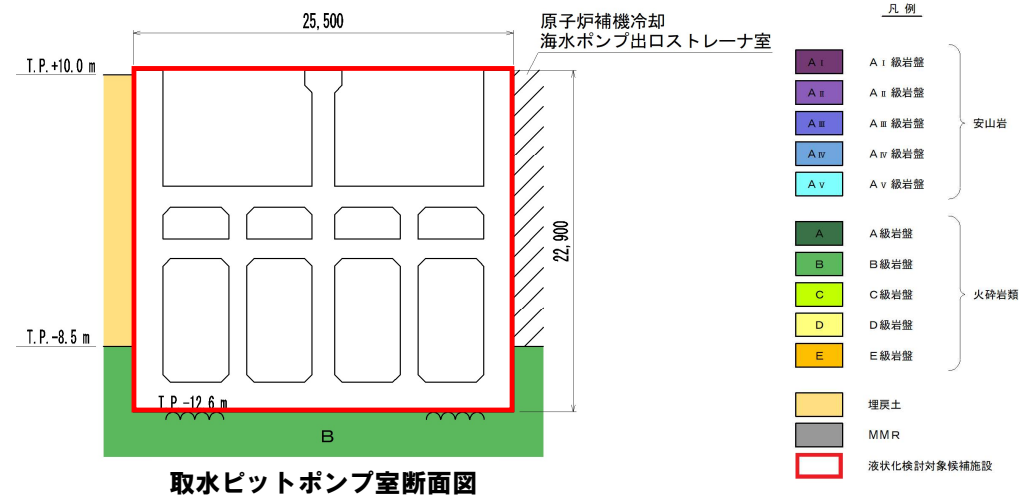 25,500
原子炉補機冷却
海水ポンプ出口ストレーナ室
T.P.+10.0 m
22,900
T.P.-8.5 m
T.P.-12.6 m
B
取水ピットポンプ室断面図
凡 例
AⅠ AⅠ級岩盤
AⅡ AⅡ級岩盤
AⅢ AⅢ級岩盤
AⅣ AⅣ級岩盤
AⅤ AⅤ級岩盤
安山岩
A A級岩盤
B B級岩盤
C C級岩盤
D D級岩盤
E E級岩盤
火砕岩類
埋戻土
MMR
液状化検討対象候補施設